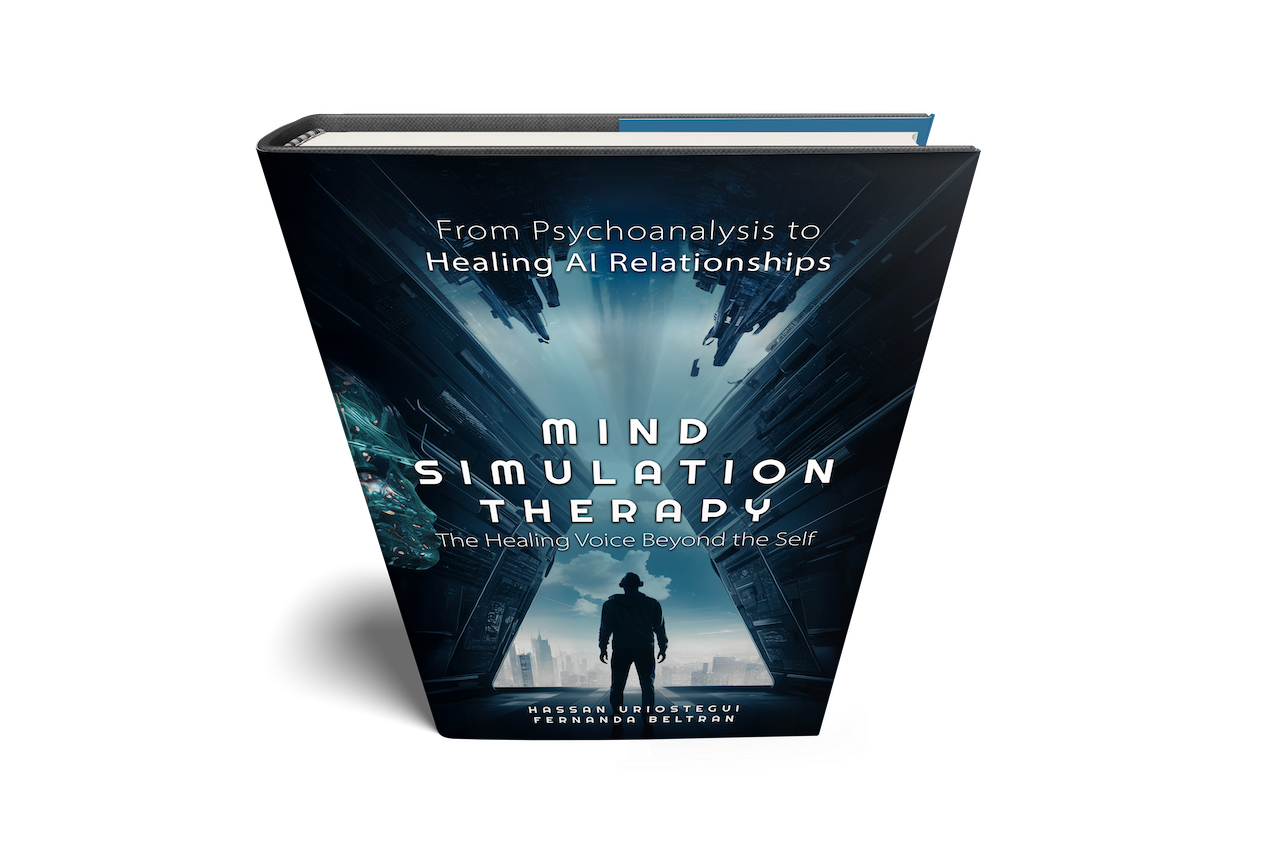 From Psychoanalysis to
Healing AI Relationships
MIND
SIMULATION
THERAPY
The Healing Voice Beyond the Self
HASSAN URIOSTEGUI
FERNANDA BELTRAN